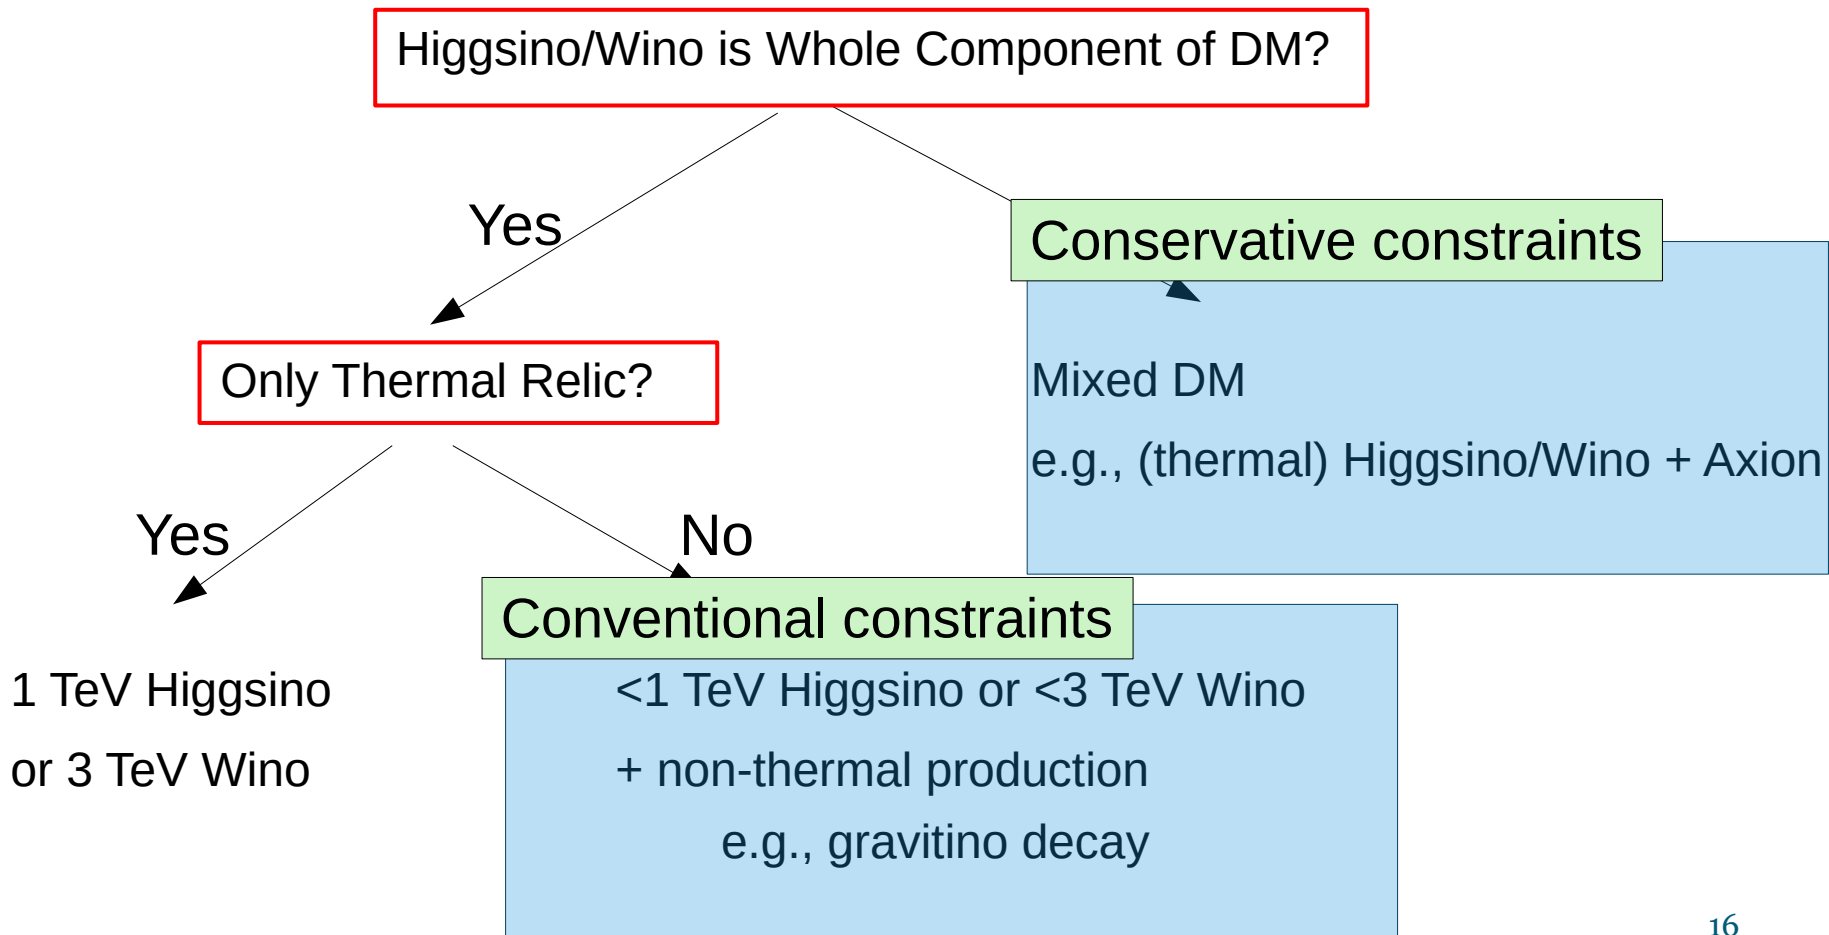 Higgsino/Wino is Whole Component of DM?
Yes
Conservative constraints
Only Thermal Relic?
Mixed DM
e.g., (thermal) Higgsino/Wino + Axion
Yes
No
Conventional constraints
1 TeV Higgsino
or 3 TeV Wino
<1 TeV Higgsino or <3 TeV Wino
+ non-thermal production
e.g., gravitino decay
16